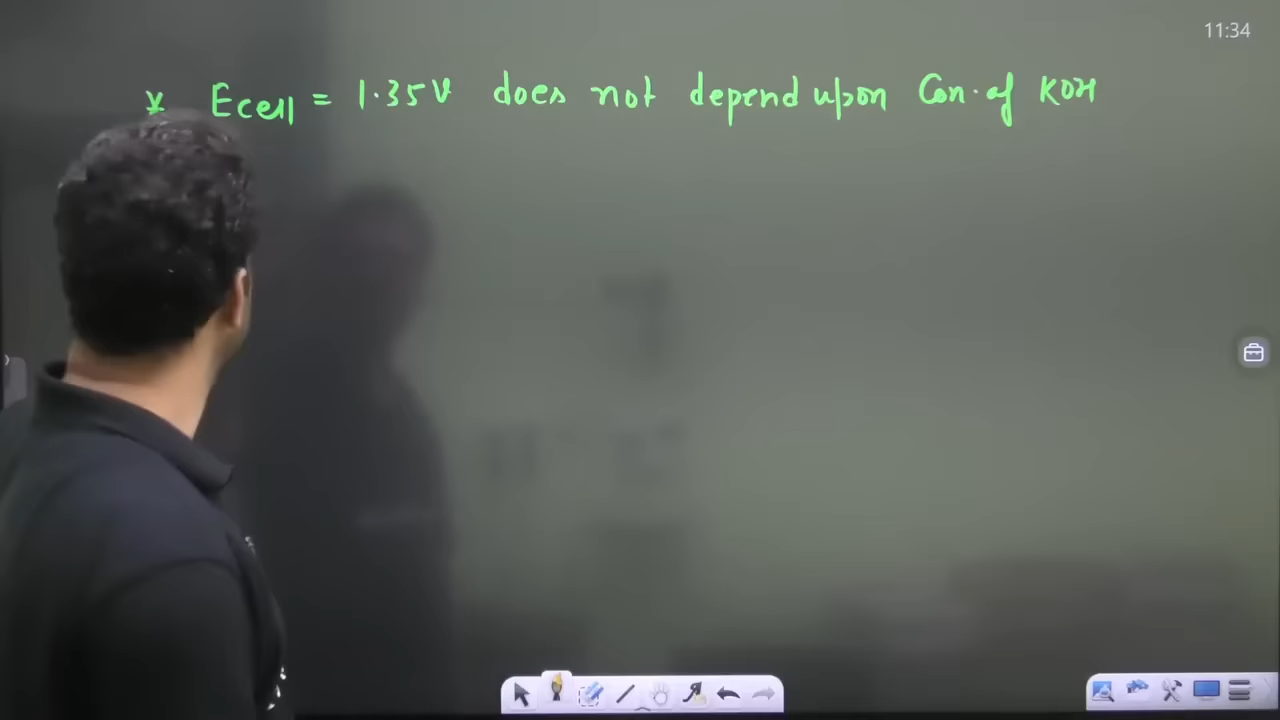 11:34
* Ecell = 1.35V does not depend upon Con. of KOH